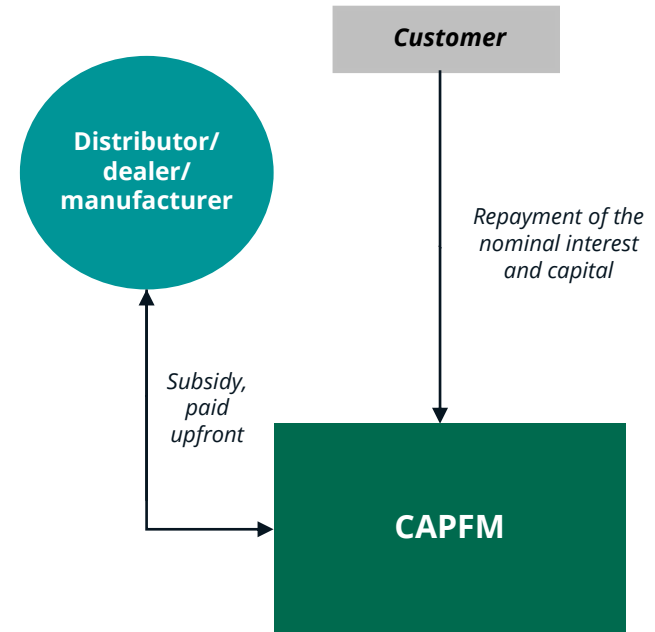 Customer
Distributor/
dealer/
manufacturer
Repayment of the
nominal interest
and capital
Subsidy,
paid
upfront
CAPFM